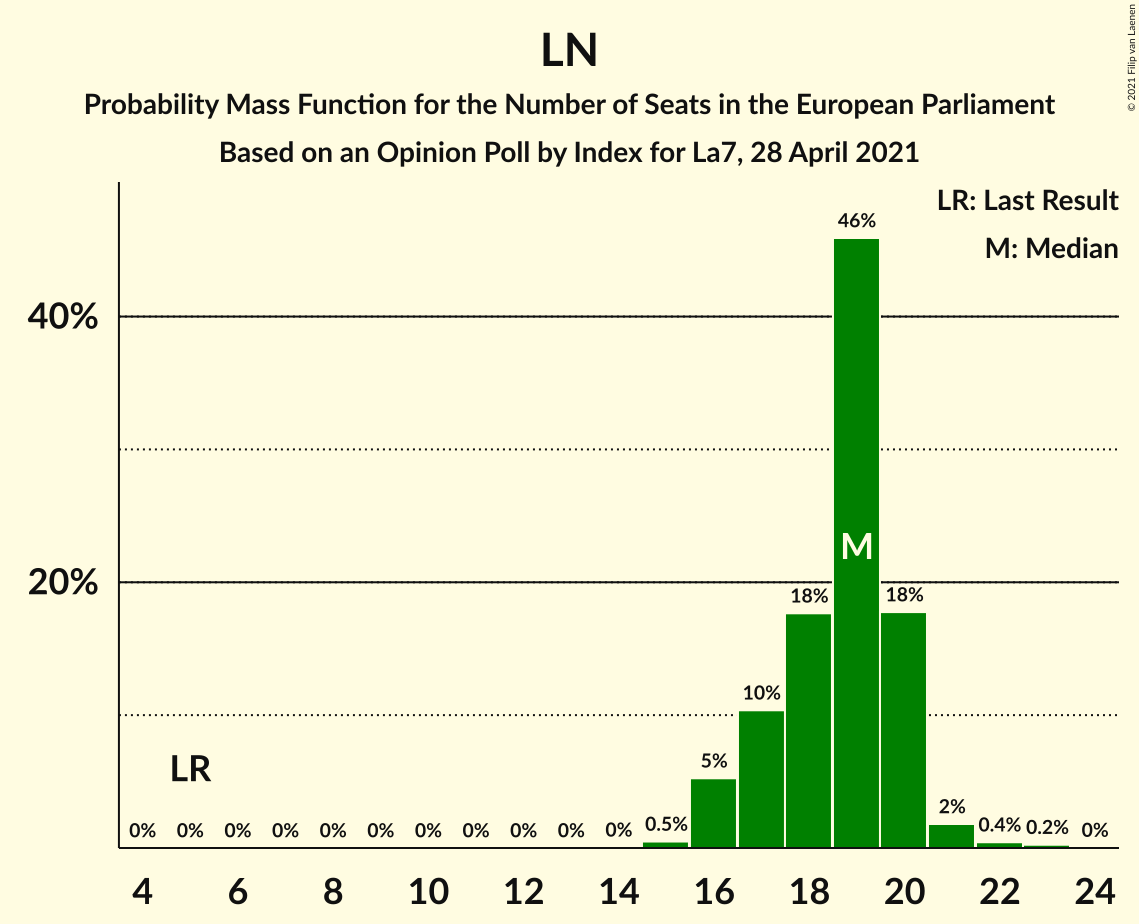 LN
Probability Mass Function for the Number of Seats in the European Parliament
Based on an Opinion Poll by Index for La7, 28 April 2021
© 2021 Filip van Laenen
LR: Last Result
M: Median
46%
40%
M
20%
18%
18%
10%
LR
5%
2%
0% 0% 0% 0% 0% 0% 0% 0% 0% 0% 0% 0.5% 0.4% 0.2% 0%
4 6 8 10 12 14 16 18 20 22 24